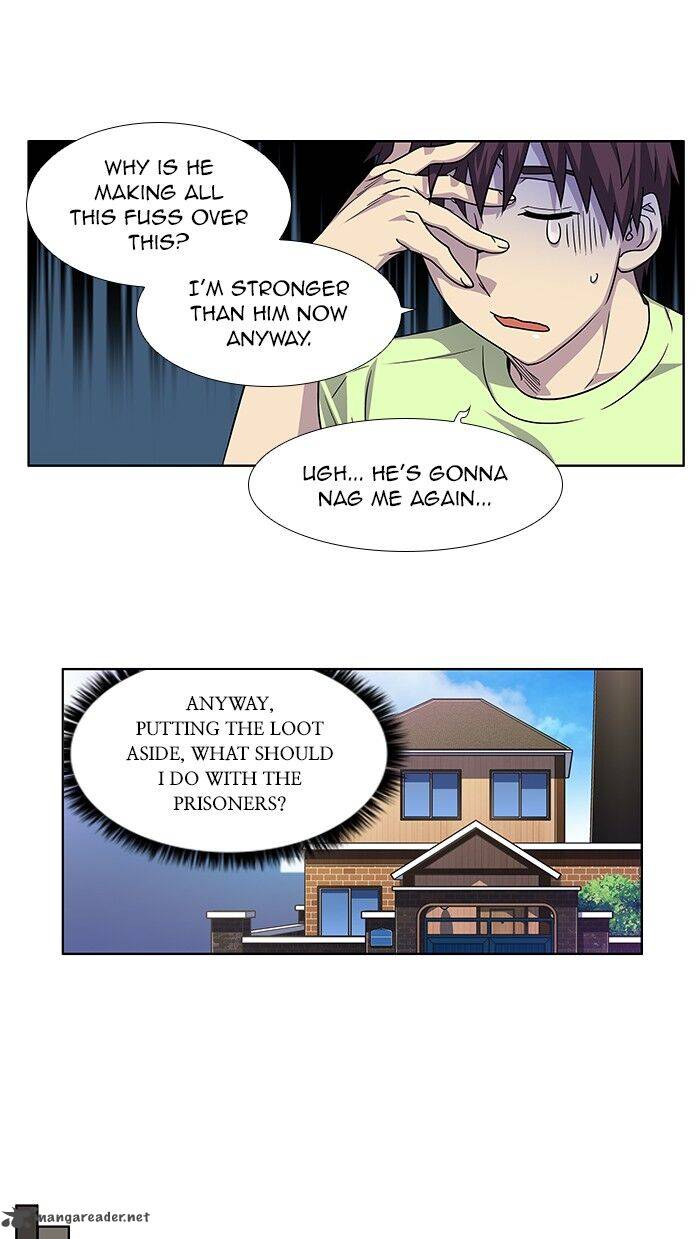 WHY IS HE
MAKING ALL
THIS FUSS OVER
THIS?
I'M STRONGER
THAN HIM NOW
ANYWAY.
UGH... HE'S GONNA
NAG ME AGAIN...
ANYWAY,
PUTTING THE LOOT
ASIDE, WHAT SHOULD
I DO WITH THE
PRISONERS?
mangareader.net